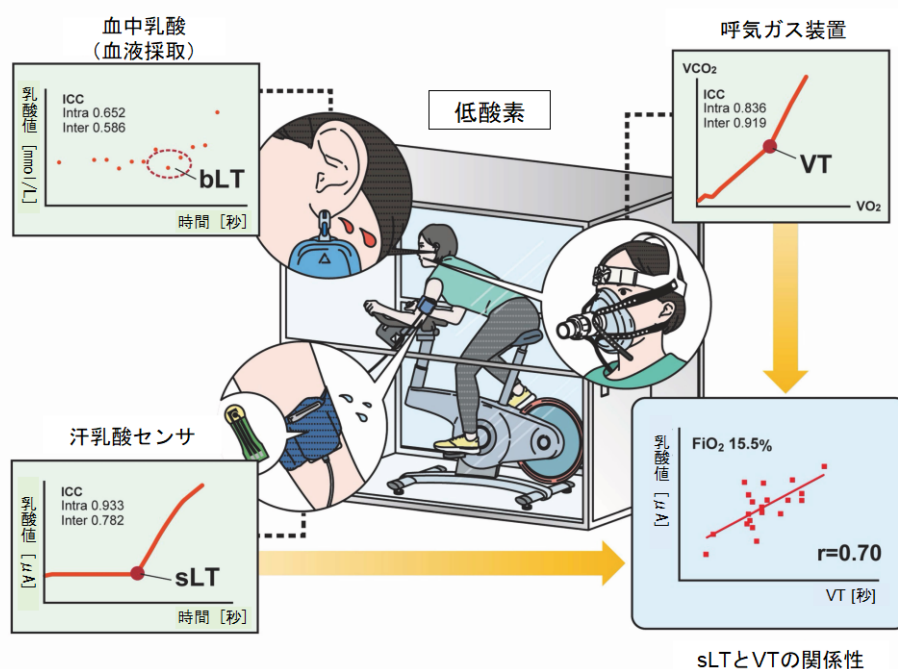 血中乳酸
（血液採取）
乳酸値 [mmol/L]
ICC
Intra 0.652
Inter 0.586
bLT
時間 [秒]
低酸素
呼気ガス装置
VCO₂
ICC
Intra 0.836
Inter 0.919
VT
VO₂
汗乳酸センサ
乳酸値 [μA]
ICC
Intra 0.933
Inter 0.782
sLT
時間 [秒]
乳酸値 [μA]
FiO₂ 15.5%
r=0.70
VT [秒]
sLTとVTの関係性